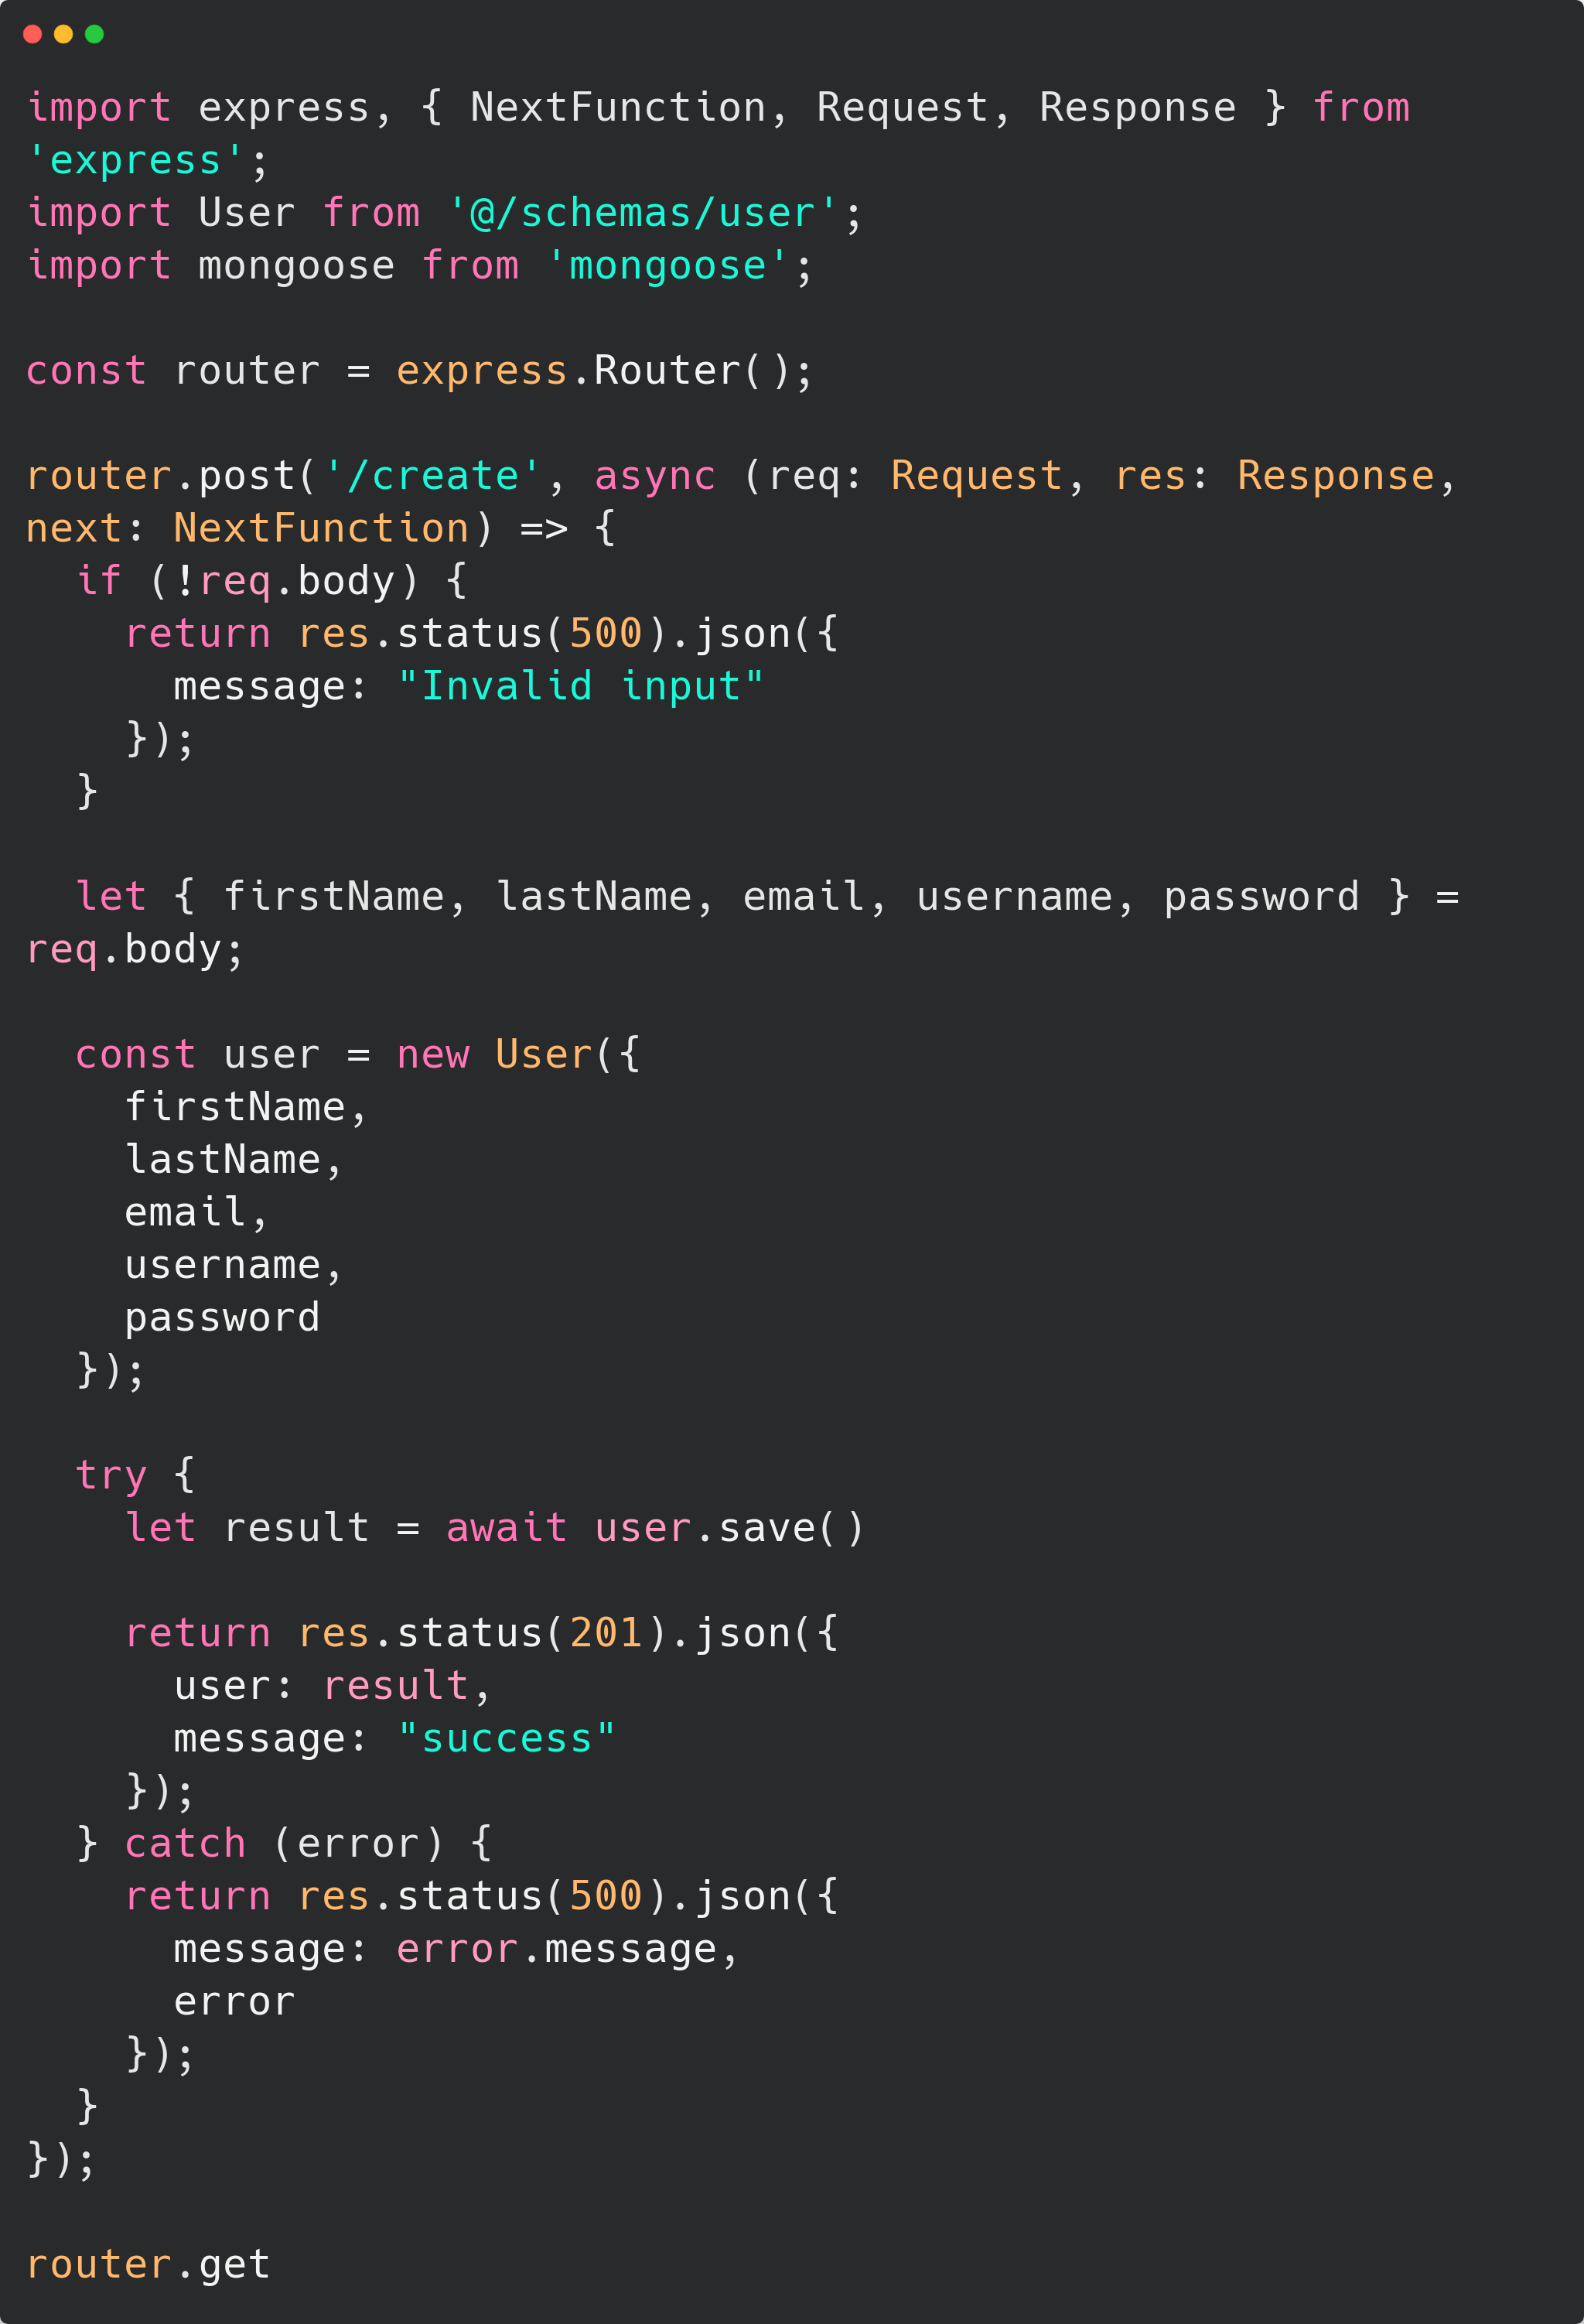 import express, { NextFunction, Request, Response } from
'express';
import User from '@/schemas/user';
import mongoose from 'mongoose';

const router = express.Router();

router.post('/create', async (req: Request, res: Response,
next: NextFunction) => {
  if (!req.body) {
    return res.status(500).json({
      message: "Invalid input"
    });
  }

  let { firstName, lastName, email, username, password } =
req.body;

  const user = new User({
    firstName,
    lastName,
    email,
    username,
    password
  });

  try {
    let result = await user.save()

    return res.status(201).json({
      user: result,
      message: "success"
    });
  } catch (error) {
    return res.status(500).json({
      message: error.message,
      error
    });
  }
});

router.get